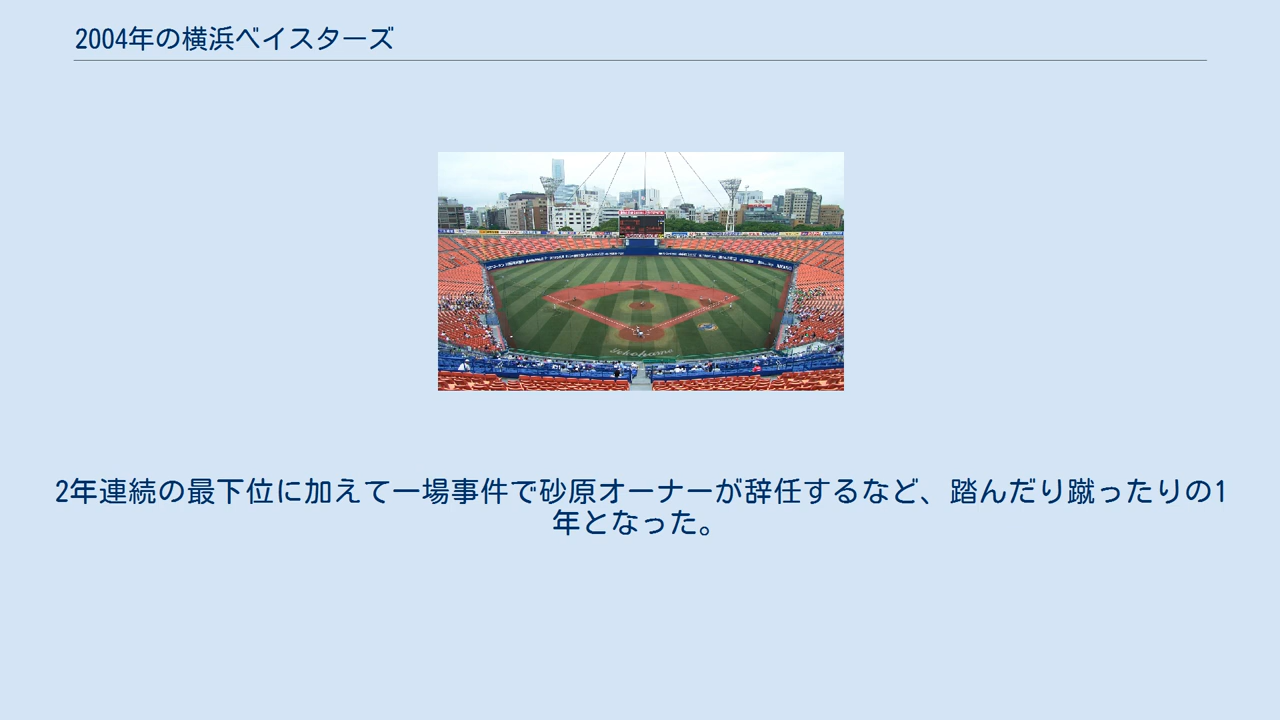 2004年の横浜ベイスターズ
2年連続の最下位に加えて一場事件で砂原オーナーが辞任するなど、踏んだり蹴ったりの1
年となった。